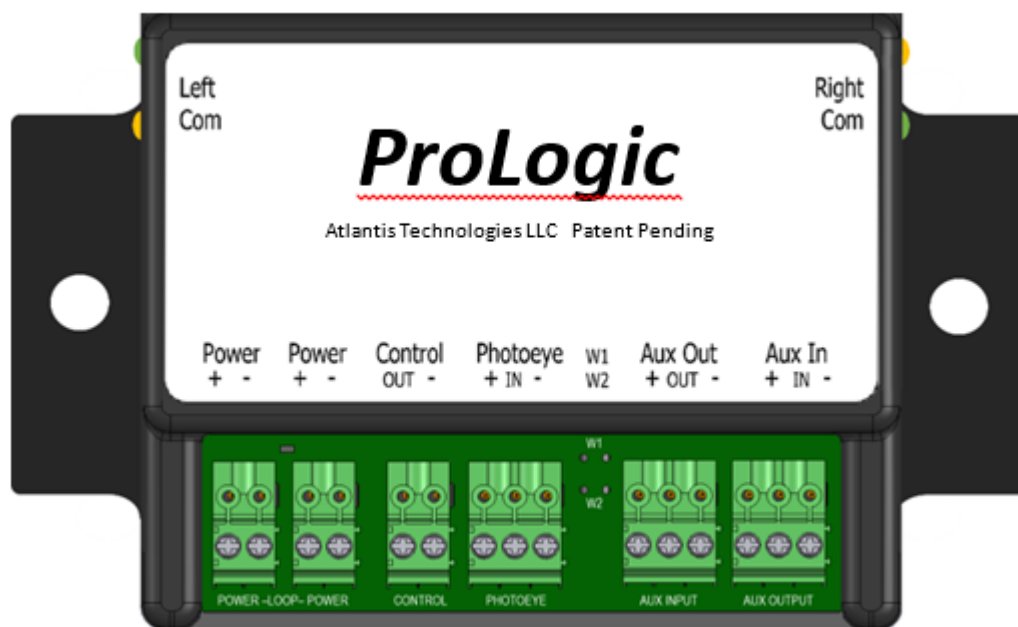 Left
Com
Right
Com
ProLogic
Atlantis Technologies LLC Patent Pending
Power Power Control Photoeye W1 Aux Out Aux In
+ - + - OUT - + IN - W2 + OUT - + IN -
W1
W2
POWER –LOOP– POWER CONTROL PHOTOEYE AUX INPUT AUX OUTPUT